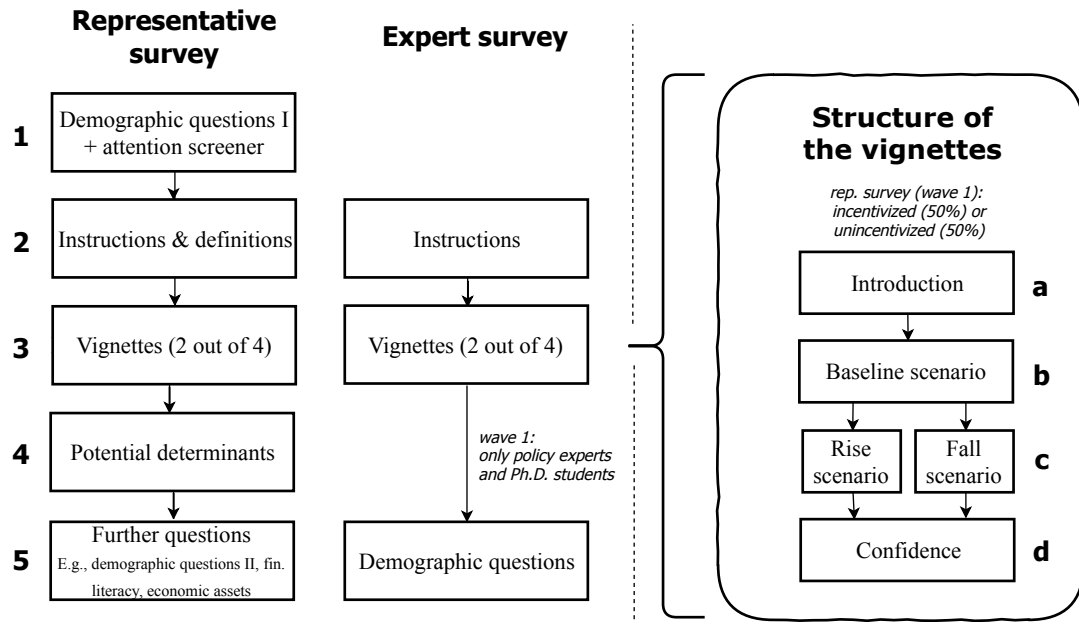 Representative
survey
1
Demographic questions I
+ attention screener
2
Instructions & definitions
3
Vignettes (2 out of 4)
4
Potential determinants
5
Further questions
E.g., demographic questions II, fin.
literacy, economic assets
Expert survey
Instructions
Vignettes (2 out of 4)
wave 1:
only policy experts
and Ph.D. students
Demographic questions
Structure of
the vignettes
rep. survey (wave 1):
incentivized (50%) or
unincentivized (50%)
Introduction
a
Baseline scenario
b
Rise
scenario
Fall
scenario
c
Confidence
d